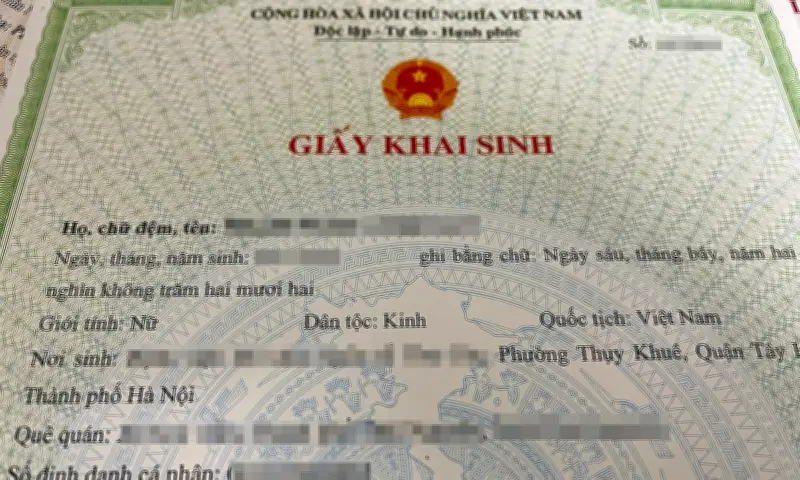 CỘNG HÒA XÃ HỘI CHỦ NGHĨA VIỆT NAM
Độc lập - Tự do - Hạnh phúc
Số:
GIẤY KHAI SINH
Họ, chữ đệm, tên:
Ngày, tháng, năm sinh: ghi bằng chữ: Ngày sáu, tháng bảy, năm hai
nghìn không trăm hai mươi hai
Giới tính: Nữ Dân tộc: Kinh Quốc tịch: Việt Nam
Nơi sinh: Phường Thụy Khuê, Quận Tây
Thành phố Hà Nội
Quê quán:
Số định danh cá nhân: